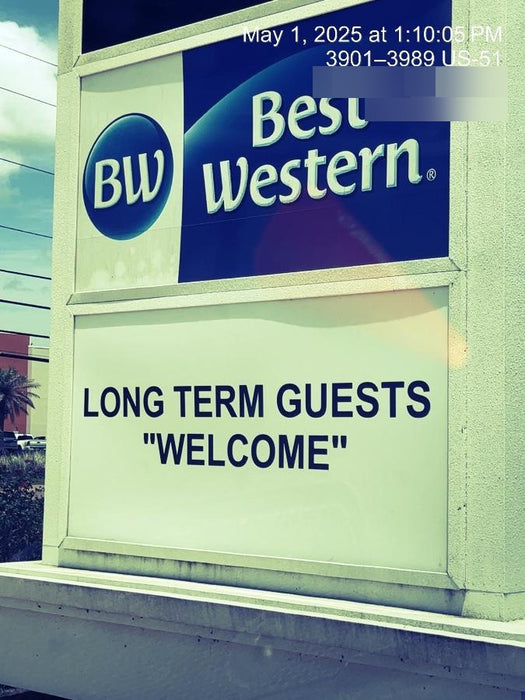 May 1, 2025 at 1:10:05 PM
3901–3989 US-51
BW
Best
Western®
LONG TERM GUESTS
"WELCOME"